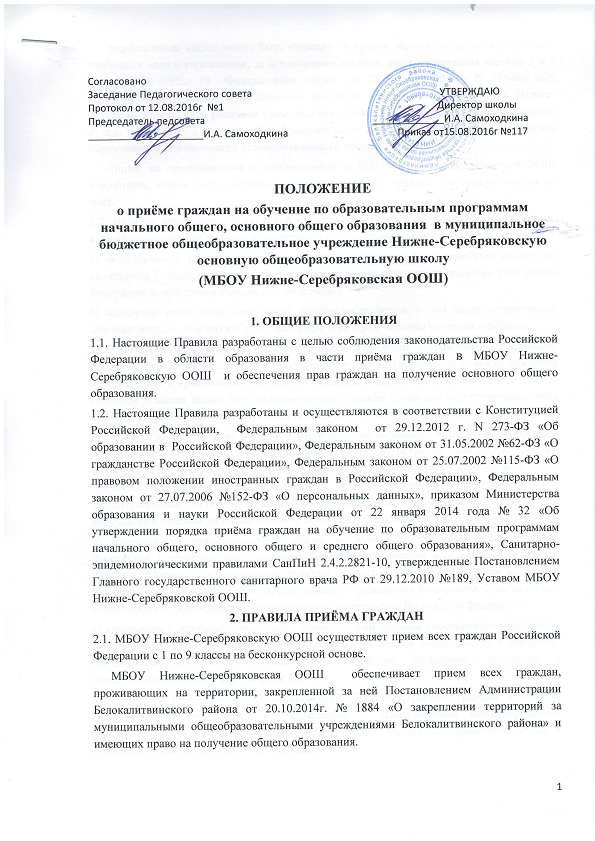 Согласовано
Заседание Педагогического совета
УТВЕРЖДАЮ
Протокол от 12.08.2016г №1
Директор школы
Председатель педсовета
И.А. Самоходкина
И.А. Самоходкина
Приказ от15.08.2016г №117
ПОЛОЖЕНИЕ
о приёме граждан на обучение по образовательным программам
начального общего, основного общего образования в муниципальное
бюджетное общеобразовательное учреждение Нижне-Серебряковскую
основную общеобразовательную школу
(МБОУ Нижне-Серебряковская ООШ)
1. ОБЩИЕ ПОЛОЖЕНИЯ
1.1. Настоящие Правила разработаны с целью соблюдения законодательства Российской
Федерации в области образования в части приёма граждан в МБОУ Нижне-
Серебряковскую ООШ и обеспечения прав граждан на получение основного общего
образования.
1.2. Настоящие Правила разработаны и осуществляются в соответствии с Конституцией
Российской Федерации, Федеральным законом от 29.12.2012 г. N 273-ФЗ «Об
образовании в Российской Федерации», Федеральным законом от 31.05.2002 №62-ФЗ «О
гражданстве Российской Федерации», Федеральным законом от 25.07.2002 №115-ФЗ «О
правовом положении иностранных граждан в Российской Федерации», Федеральным
законом от 27.07.2006 №152-ФЗ «О персональных данных», приказом Министерства
образования и науки Российской Федерации от 22 января 2014 года № 32 «Об
утверждении порядка приёма граждан на обучение по образовательным программам
начального общего, основного общего и среднего общего образования», Санитарно-
эпидемиологическими правилами СанПиН 2.4.2.2821-10, утвержденные Постановлением
Главного государственного санитарного врача РФ от 29.12.2010 №189, Уставом МБОУ
Нижне-Серебряковской ООШ.
2. ПРАВИЛА ПРИЁМА ГРАЖДАН
2.1. МБОУ Нижне-Серебряковскую ООШ осуществляет прием всех граждан Российской
Федерации с 1 по 9 классы на бесконкурсной основе.
МБОУ Нижне-Серебряковская ООШ обеспечивает прием всех граждан,
проживающих на территории, закрепленной за ней Постановлением Администрации
Белокалитвинского района от 20.10.2014г. № 1884 «О закреплении территорий за
муниципальными общеобразовательными учреждениями Белокалитвинского района» и
имеющих право на получение общего образования.
1